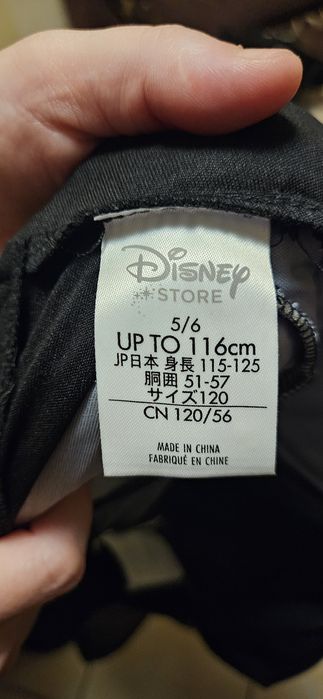 Disney
STORE
5/6
UP TO 116cm
JP日本 身長 115-125
胴囲 51-57
サイズ120
CN 120/56
MADE IN CHINA
FABRIQUÉ EN CHINE